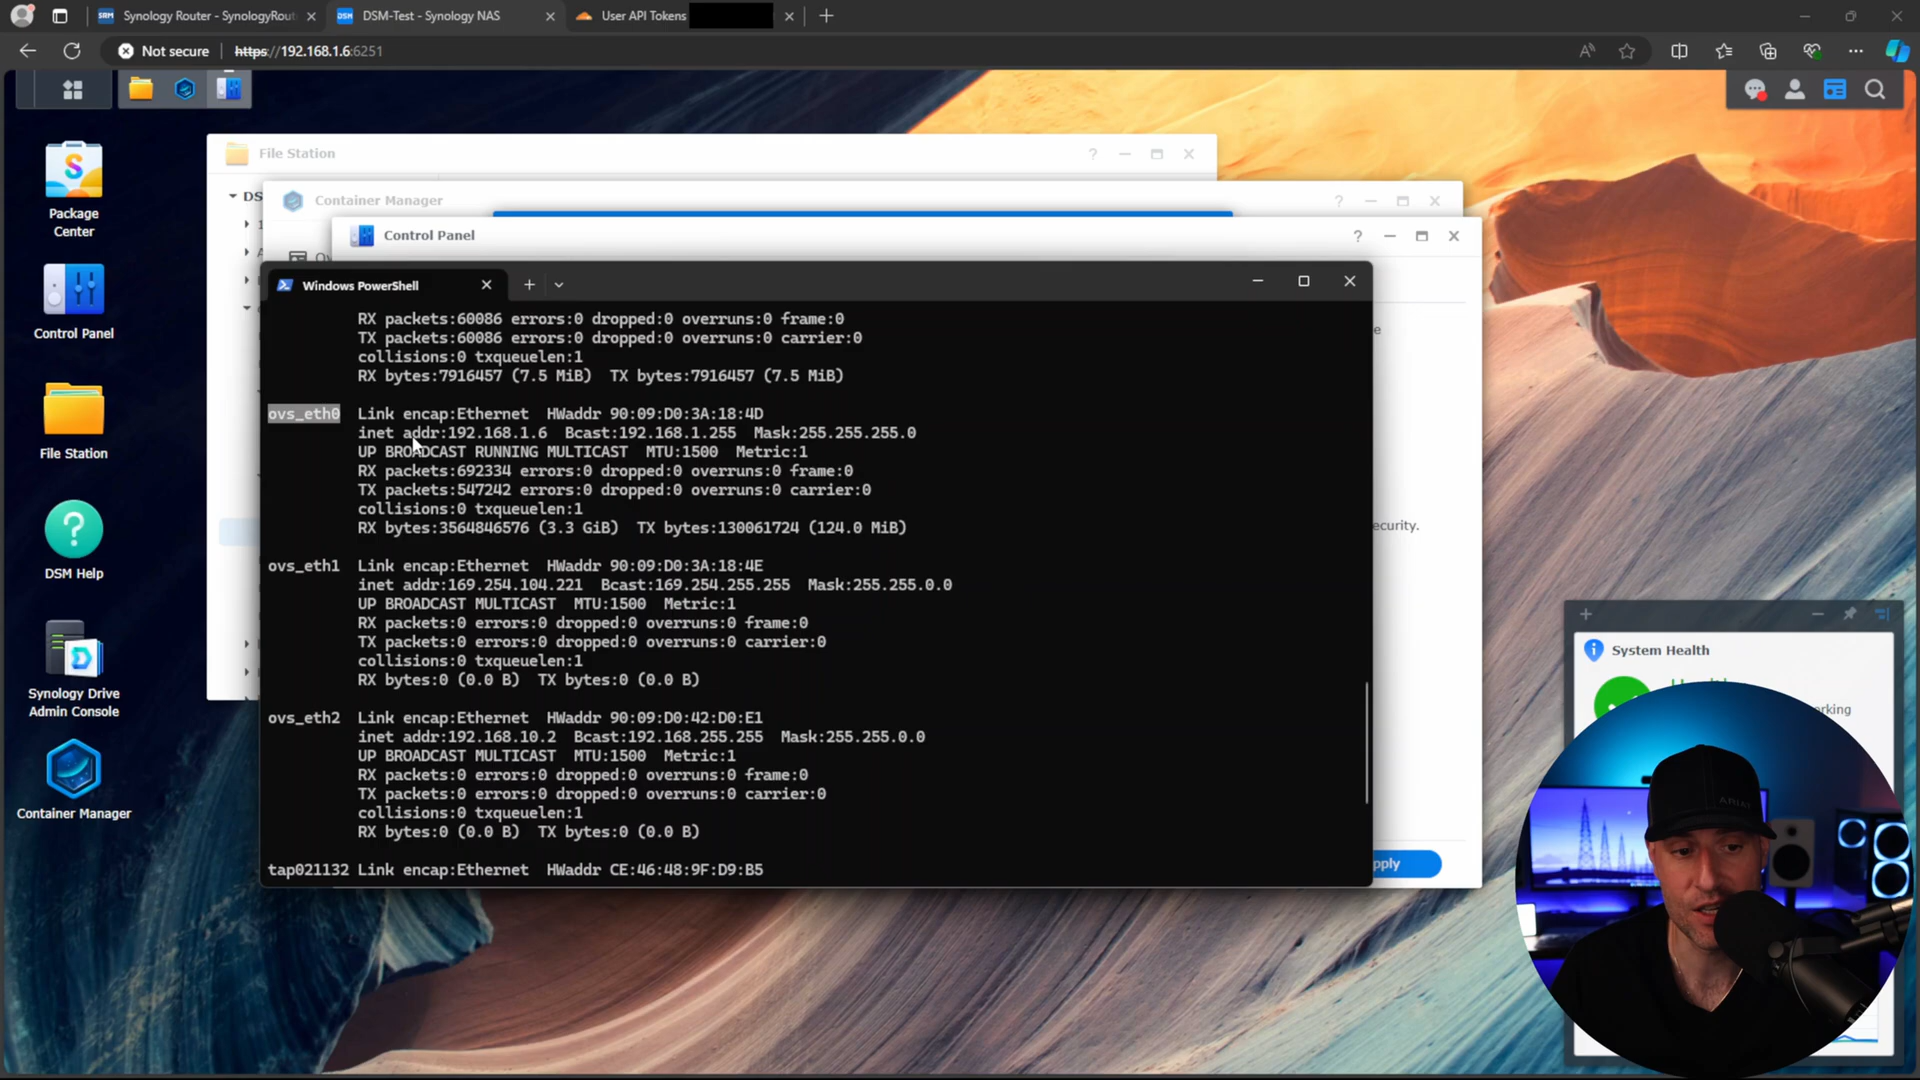 Synology Router - SynologyRout
DSM-Test - Synology NAS
User API Tokens
Not secure
https://192.168.1.6:6251
Package
Center
Control Panel
File Station
DSM Help
Synology Drive
Admin Console
Container Manager
File Station
DS
Container Manager
Control Panel
Windows PowerShell
RX packets:60086 errors:0 dropped:0 overruns:0 frame:0
TX packets:60086 errors:0 dropped:0 overruns:0 carrier:0
collisions:0 txqueuelen:1
RX bytes:7916457 (7.5 MiB)  TX bytes:7916457 (7.5 MiB)
ovs_eth0  Link encap:Ethernet  HWaddr 90:09:D0:3A:18:4D
inet addr:192.168.1.6  Bcast:192.168.1.255  Mask:255.255.255.0
UP BROADCAST RUNNING MULTICAST  MTU:1500  Metric:1
RX packets:692334 errors:0 dropped:0 overruns:0 frame:0
TX packets:547242 errors:0 dropped:0 overruns:0 carrier:0
collisions:0 txqueuelen:1
RX bytes:3564846576 (3.3 GiB)  TX bytes:130061724 (124.0 MiB)
ovs_eth1  Link encap:Ethernet  HWaddr 90:09:D0:3A:18:4E
inet addr:169.254.104.221  Bcast:169.254.255.255  Mask:255.255.0.0
UP BROADCAST MULTICAST  MTU:1500  Metric:1
RX packets:0 errors:0 dropped:0 overruns:0 frame:0
TX packets:0 errors:0 dropped:0 overruns:0 carrier:0
collisions:0 txqueuelen:1
RX bytes:0 (0.0 B)  TX bytes:0 (0.0 B)
ovs_eth2  Link encap:Ethernet  HWaddr 90:09:D0:42:D0:E1
inet addr:192.168.10.2  Bcast:192.168.255.255  Mask:255.255.0.0
UP BROADCAST MULTICAST  MTU:1500  Metric:1
RX packets:0 errors:0 dropped:0 overruns:0 frame:0
TX packets:0 errors:0 dropped:0 overruns:0 carrier:0
collisions:0 txqueuelen:1
RX bytes:0 (0.0 B)  TX bytes:0 (0.0 B)
tap021132 Link encap:Ethernet  HWaddr CE:46:48:9F:D9:B5
ecurity.
pply
System Health
orking